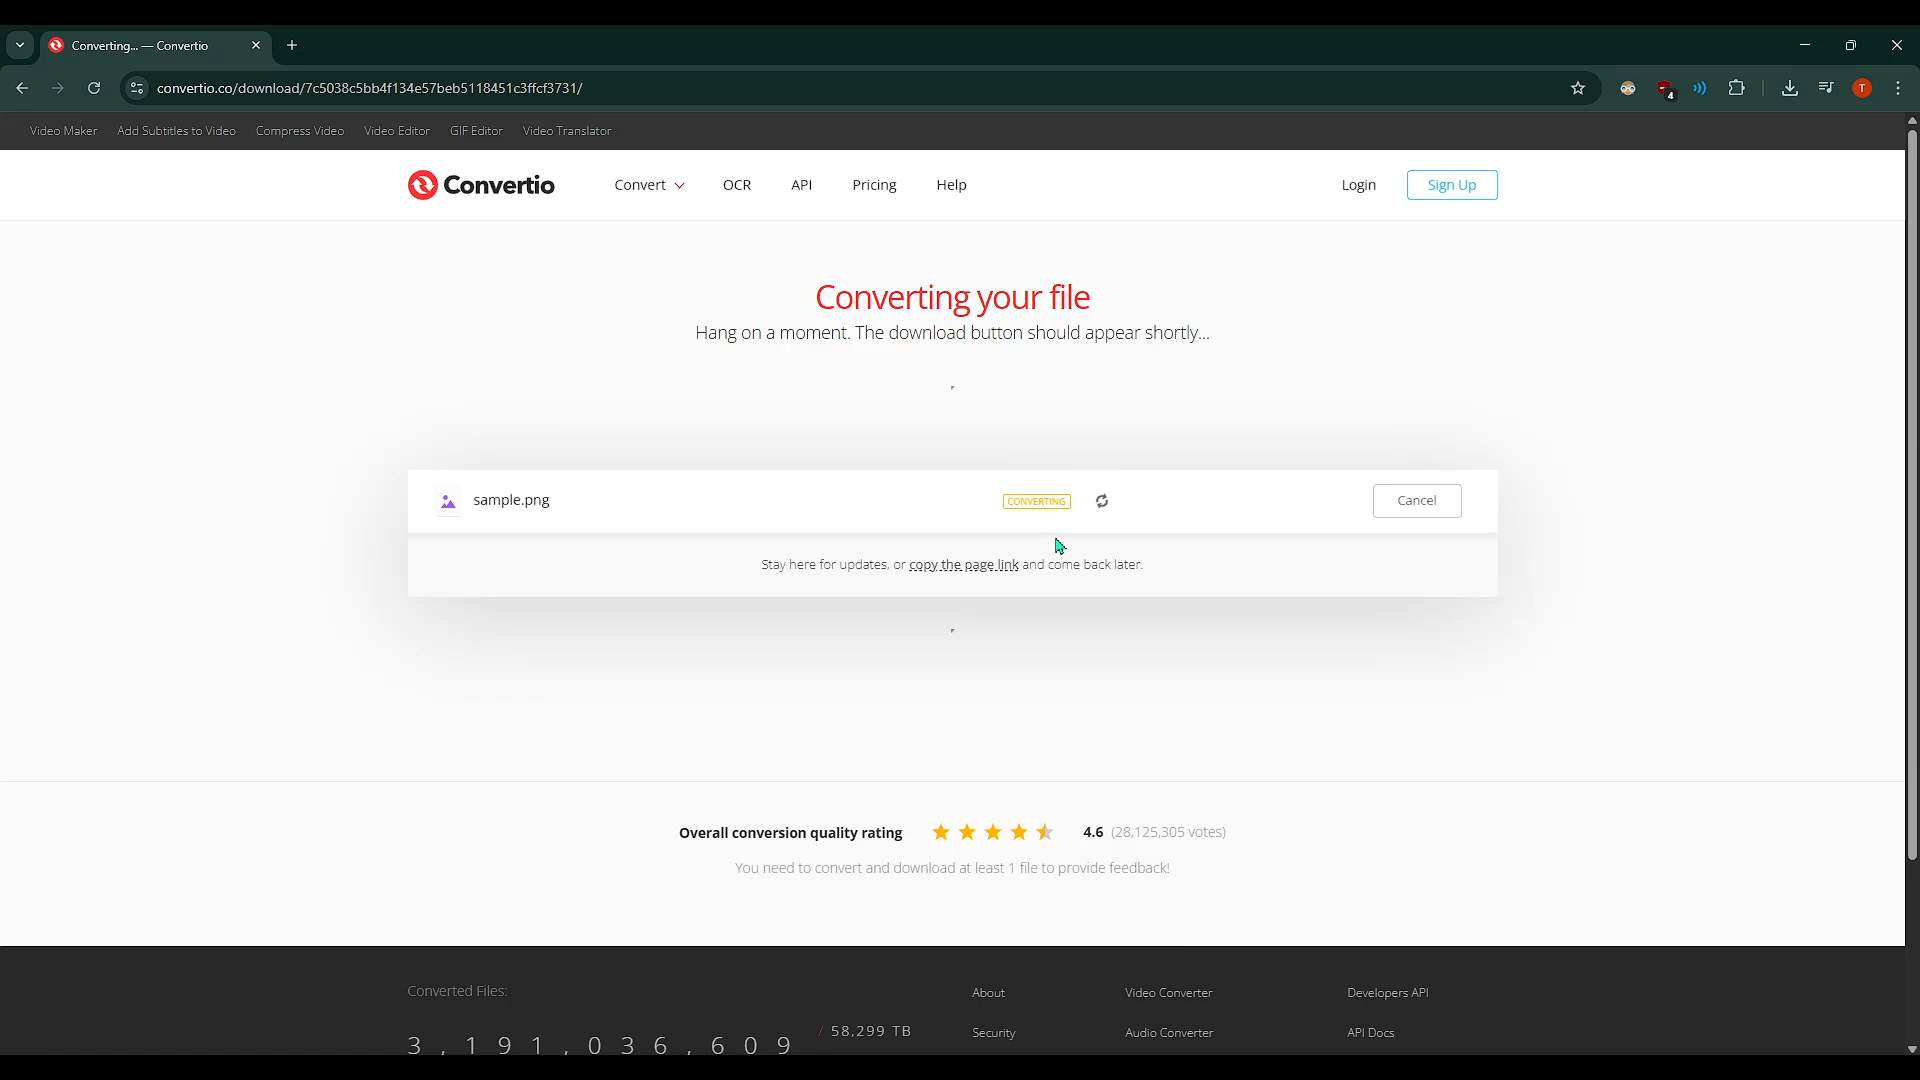 Converting... — Convertio
convertio.co/download/7c5038c5bb4f134e57beb5118451c3ffcf3731/
4
T
Video Maker Add Subtitles to Video Compress Video Video Editor GIF Editor Video Translator
Convertio Convert OCR API Pricing Help Login Sign Up
Converting your file
Hang on a moment. The download button should appear shortly...
sample.png CONVERTING Cancel
Stay here for updates, or copy the page link and come back later.
Overall conversion quality rating 4.6 (28,125,305 votes)
You need to convert and download at least 1 file to provide feedback!
Converted Files: About Video Converter Developers API
3,191,036,609 / 58,299 TB Security Audio Converter API Docs